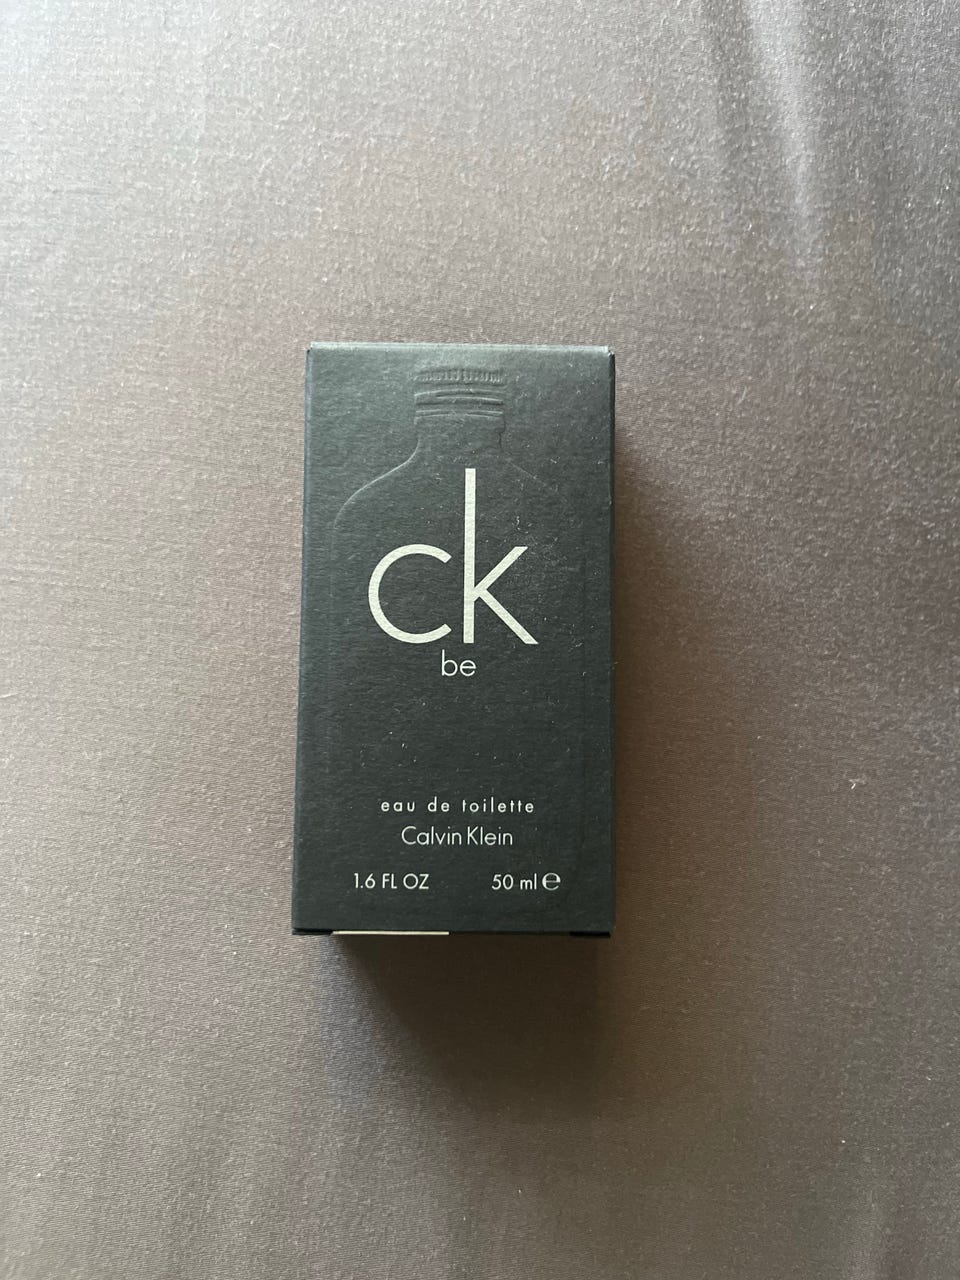 ck
be
eau de toilette
Calvin Klein
1.6 FL OZ 50 ml ℮